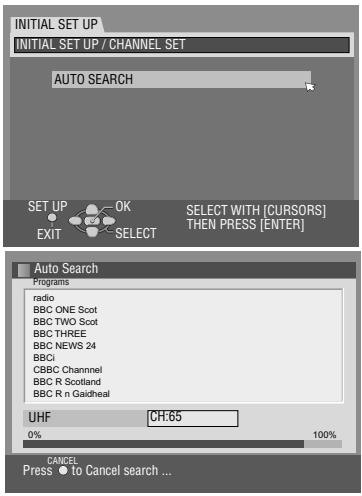 INITIAL SET UP
INITIAL SET UP / CHANNEL SET
AUTO SEARCH
SET UP
OK
EXIT
SELECT
SELECT WITH [CURSORS]
THEN PRESS [ENTER]
Auto Search
Programs
radio
BBC ONE Scot
BBC TWO Scot
BBC THREE
BBC NEWS 24
BBCi
CBBC Channnel
BBC R Scotland
BBC R n Gaidheal
UHF CH:65
0% 100%
CANCEL
Press to Cancel search ...